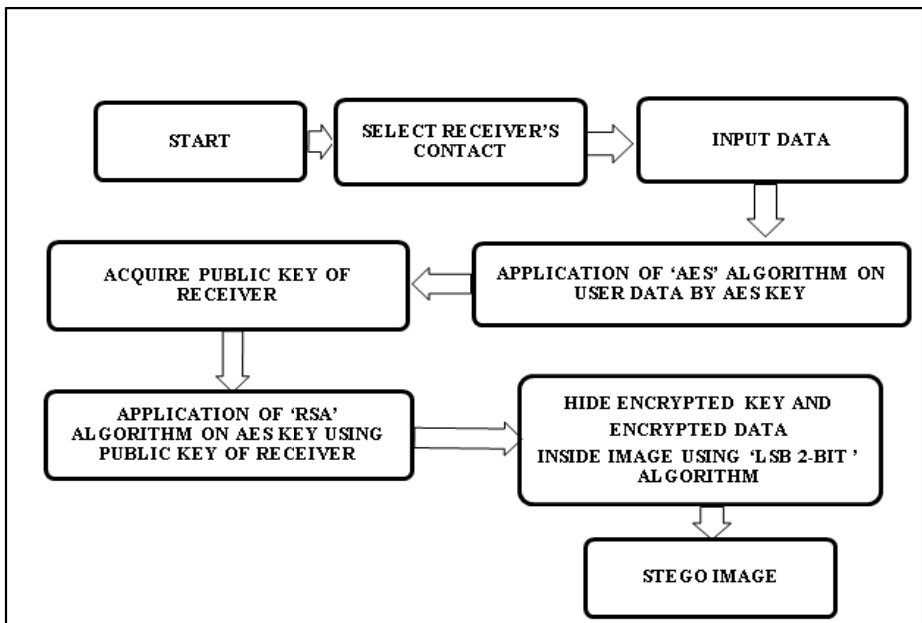 START
SELECT RECEIVER'S
CONTACT
INPUT DATA
APPLICATION OF ‘AES’ ALGORITHM ON
USER DATA BY AES KEY
ACQUIRE PUBLIC KEY OF
RECEIVER
APPLICATION OF ‘RSA’
ALGORITHM ON AES KEY USING
PUBLIC KEY OF RECEIVER
HIDE ENCRYPTED KEY AND
ENCRYPTED DATA
INSIDE IMAGE USING ‘LSB 2-BIT ’
ALGORITHM
STEGO IMAGE